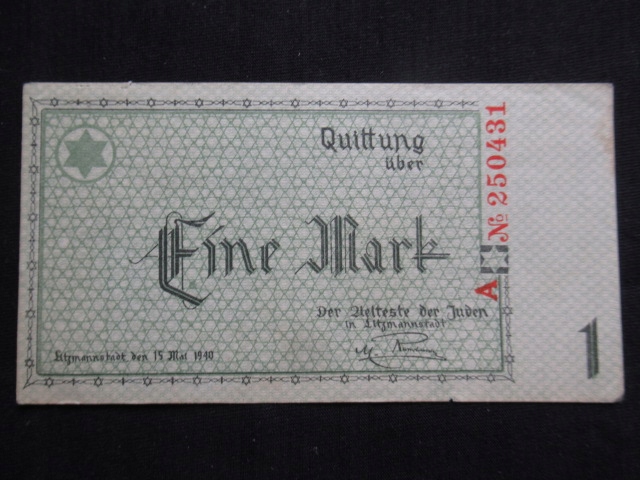 Quittung
über
Eine Mark
Der Aelteste der Juden
in Litzmannstadt
Litzmannstadt den 15 Mai 1940
A
№ 250431
1